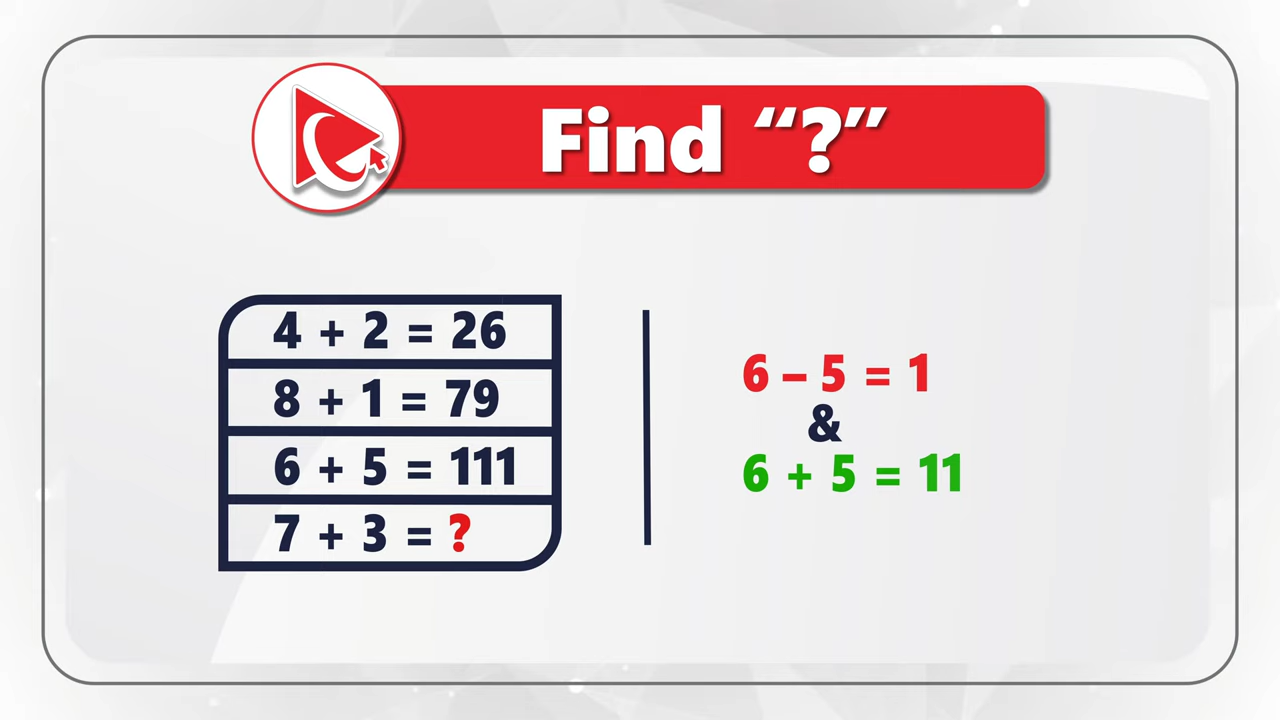 Find “?”
4 + 2 = 26
8 + 1 = 79
6 + 5 = 111
7 + 3 = ?
6 – 5 = 1
&
6 + 5 = 11